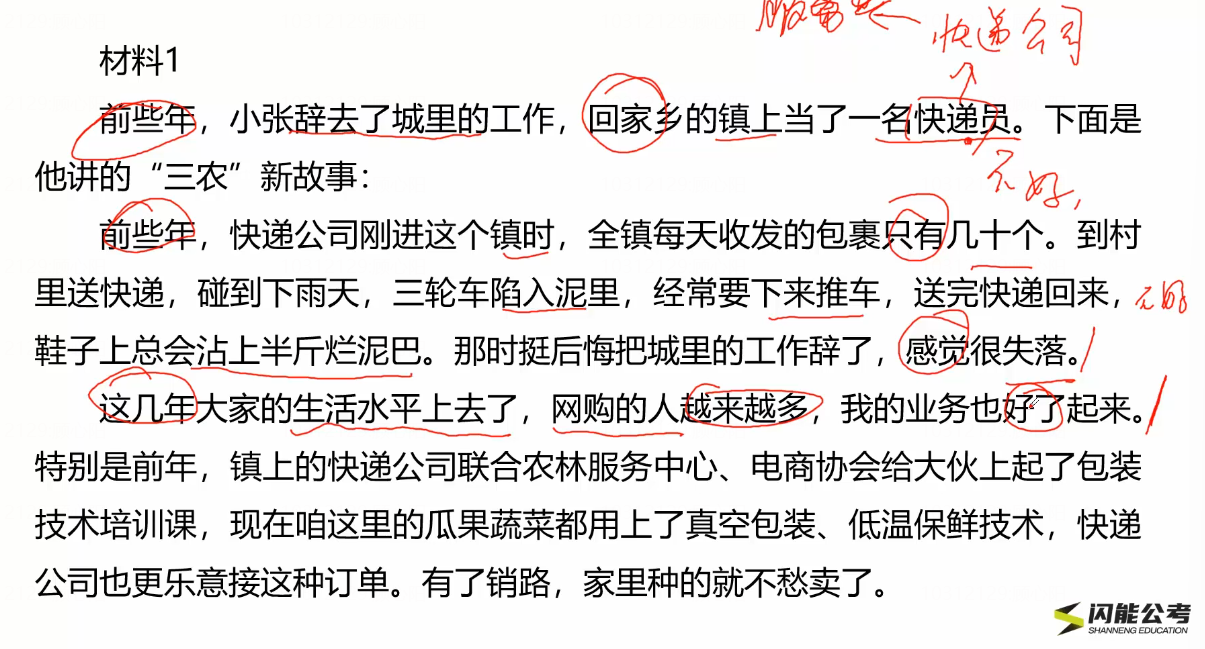 快递公司
材料1
前些年，小张辞去了城里的工作，回家乡的镇上当了一名快递员。下面是
他讲的“三农”新故事：
不好，
前些年，快递公司刚进这个镇时，全镇每天收发的包裹只有几十个。到村
里送快递，碰到下雨天，三轮车陷入泥里，经常要下来推车，送完快递回来，
不好
鞋子上总会沾上半斤烂泥巴。那时挺后悔把城里的工作辞了，感觉很失落。
这几年大家的生活水平上去了，网购的人越来越多，我的业务也好了起来。
特别是前年，镇上的快递公司联合农林服务中心、电商协会给大伙上起了包装
技术培训课，现在咱这里的瓜果蔬菜都用上了真空包装、低温保鲜技术，快递
公司也更乐意接这种订单。有了销路，家里种的就不愁卖了。
闪能公考
SHANNENG EDUCATION